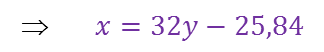 ⇒ x = 32y − 25,84